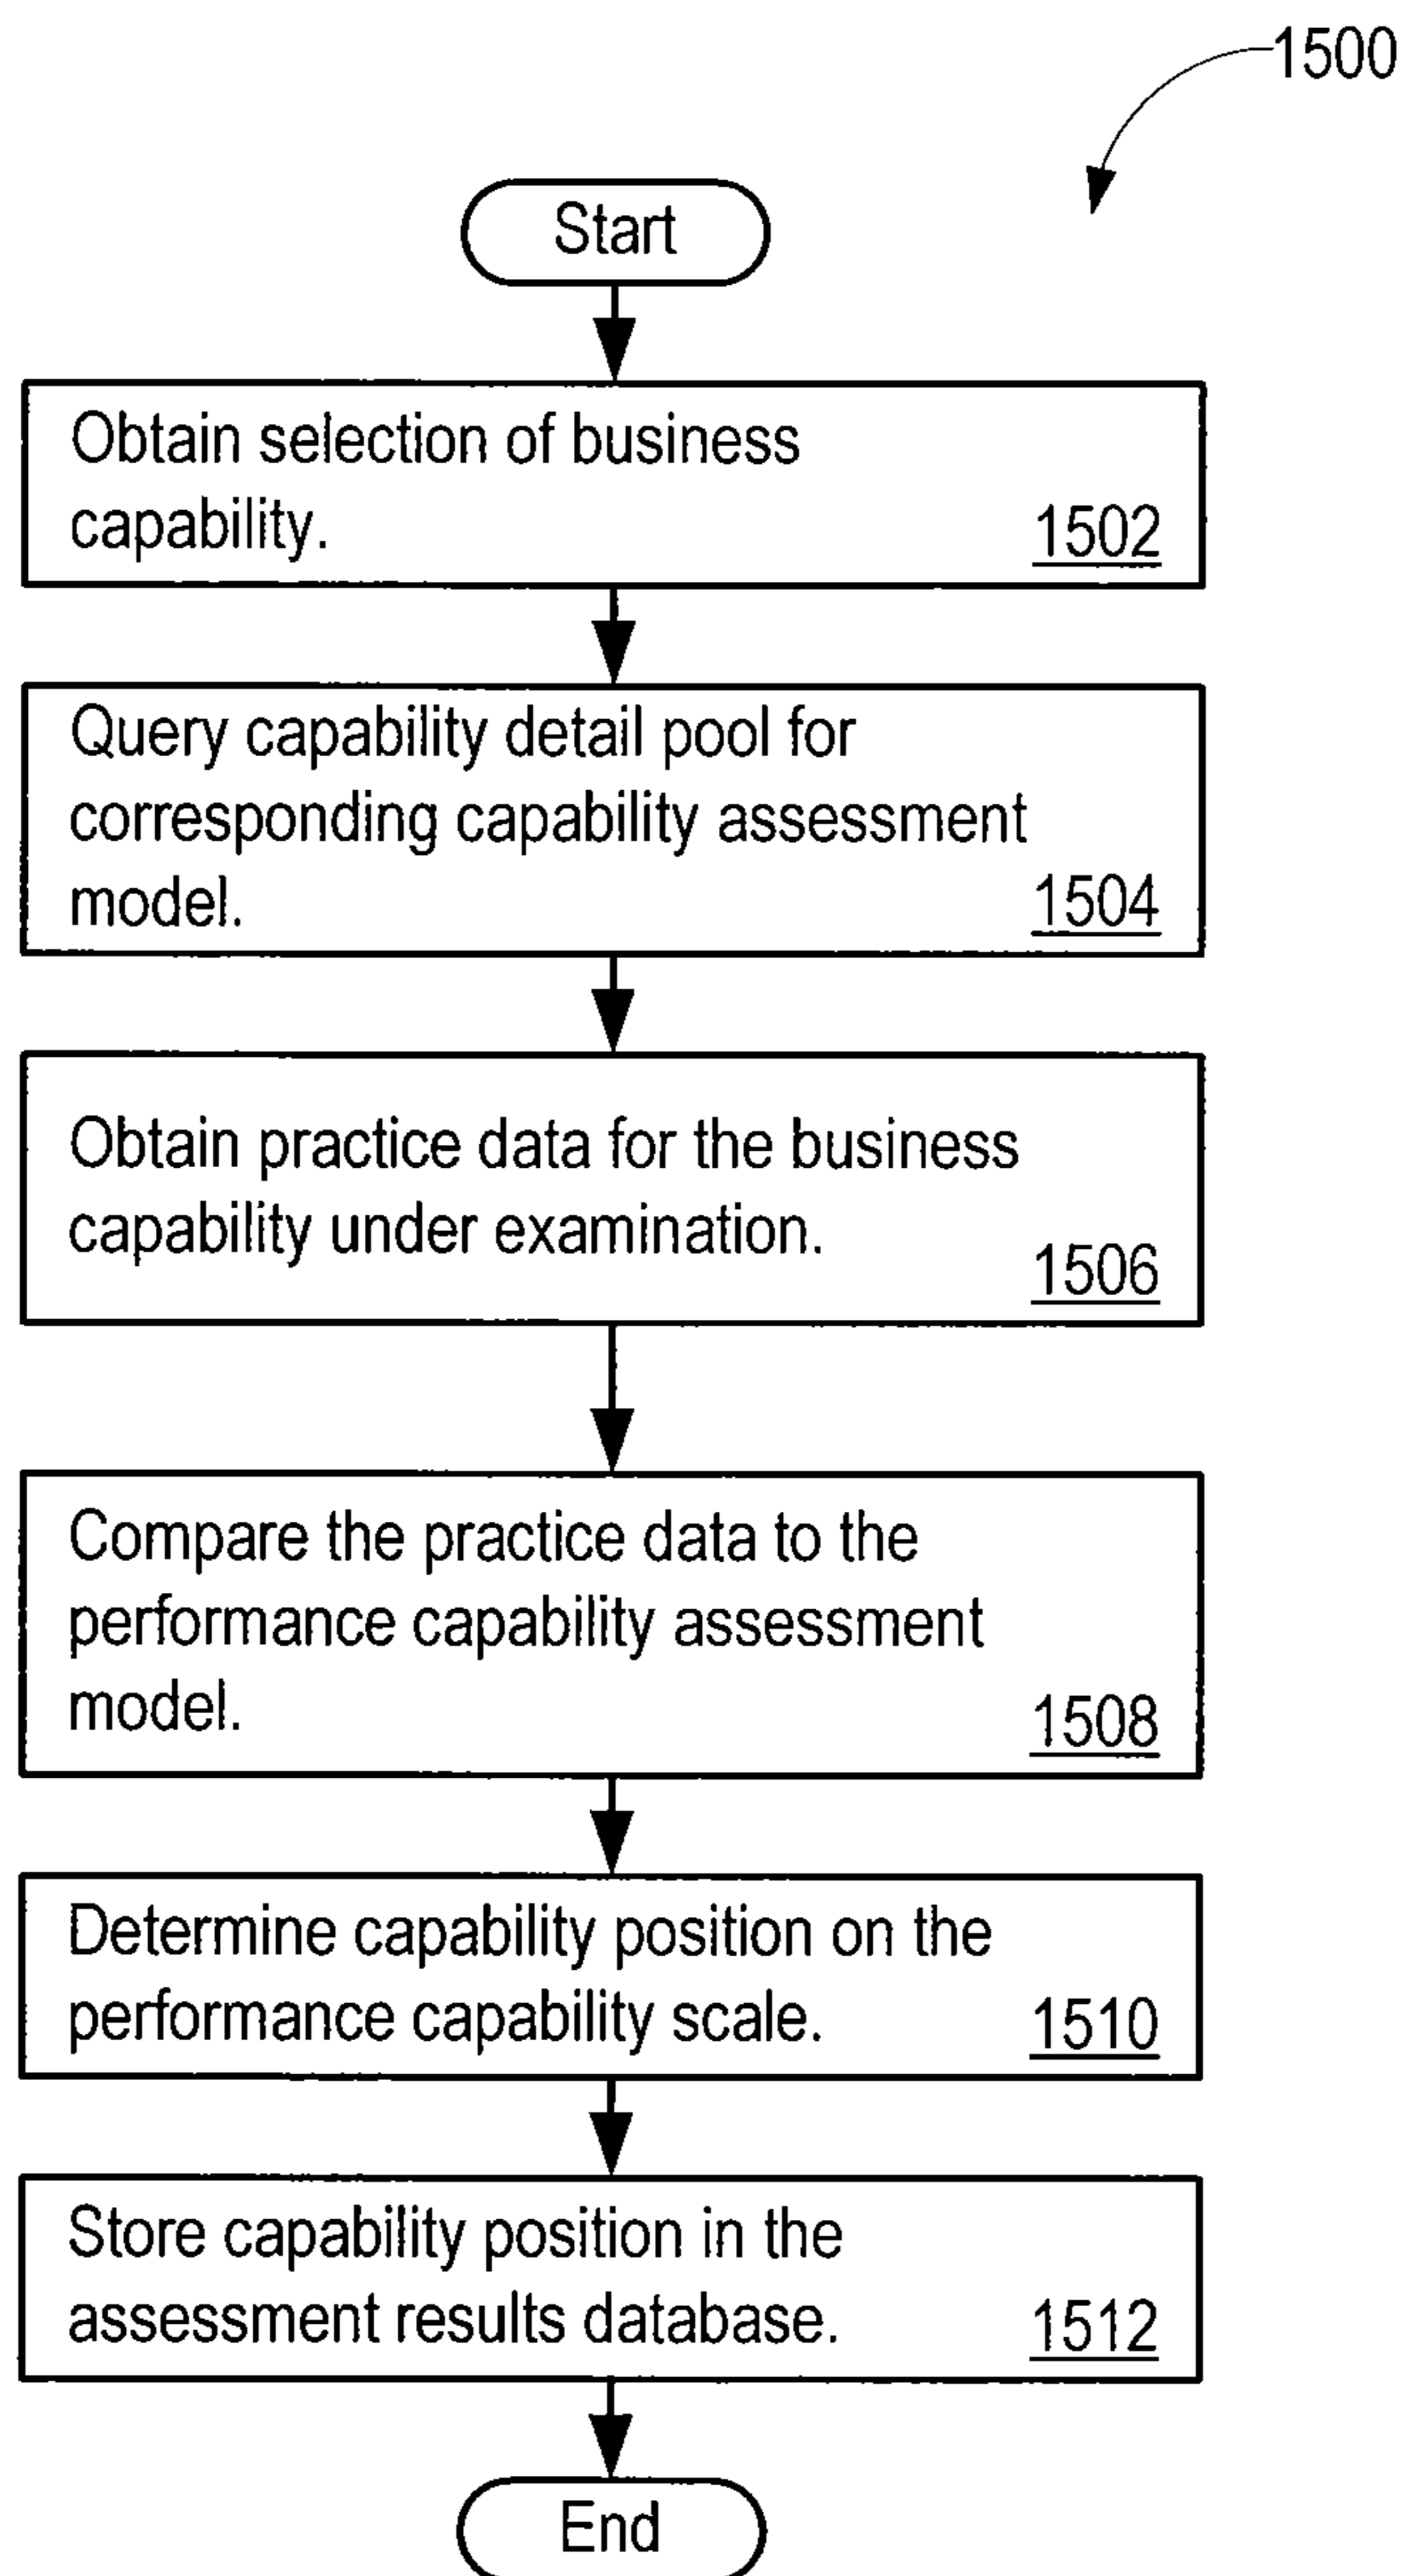 1500
Start
Obtain selection of business
capability.
1502
Query capability detail pool for
corresponding capability assessment
model.
1504
Obtain practice data for the business
capability under examination.
1506
Compare the practice data to the
performance capability assessment
model.
1508
Determine capability position on the
performance capability scale.
1510
Store capability position in the
assessment results database.
1512
End